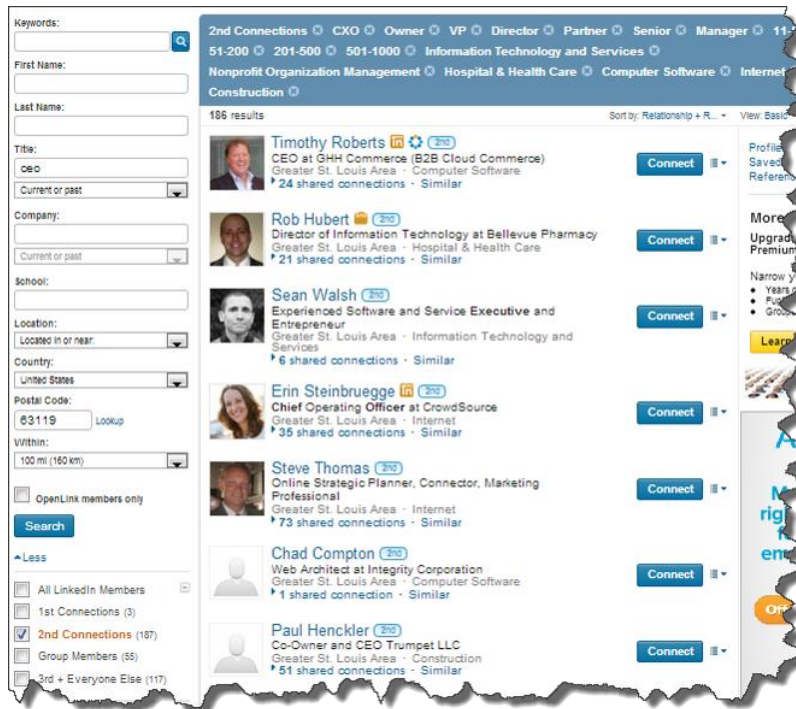 Keywords:
First Name:
Last Name:
Title:
ceo
Current or past
Company:
Current or past
School:
Location:
Located in or near:
Country:
United States
Postal Code:
63119 Lookup
Within:
100 mi (160 km)
OpenLink members only
Search
Less
All LinkedIn Members
1st Connections (3)
2nd Connections (187)
Group Members (55)
3rd + Everyone Else (117)
2nd Connections CXO Owner VP Director Partner Senior Manager
51-200 201-500 501-1000 Information Technology and Services
Nonprofit Organization Management Hospital & Health Care Computer Software Internet
Construction
186 results Sort by: Relationship + R... View: Basic
Timothy Roberts in 2nd
CEO at GHH Commerce (B2B Cloud Commerce)
Greater St. Louis Area · Computer Software
24 shared connections · Similar
Connect
Rob Hubert 2nd
Director of Information Technology at Bellevue Pharmacy
Greater St. Louis Area · Hospital & Health Care
21 shared connections · Similar
Connect
Sean Walsh 2nd
Experienced Software and Service Executive and
Entrepreneur
Greater St. Louis Area · Information Technology and
Services
6 shared connections · Similar
Connect
Erin Steinbruegge in 2nd
Chief Operating Officer at CrowdSource
Greater St. Louis Area · Internet
35 shared connections · Similar
Connect
Steve Thomas 2nd
Online Strategic Planner, Connector, Marketing
Professional
Greater St. Louis Area · Internet
73 shared connections · Similar
Connect
Chad Compton 2nd
Web Architect at Integrity Corporation
Greater St. Louis Area · Computer Software
1 shared connection · Similar
Connect
Paul Henckler 2nd
Co-Owner and CEO Trumpet LLC
Greater St. Louis Area · Construction
51 shared connections · Similar
Connect
Profile
Saved
Referenc
More
Upgrad
Premium
Narrow y
Years
Learn